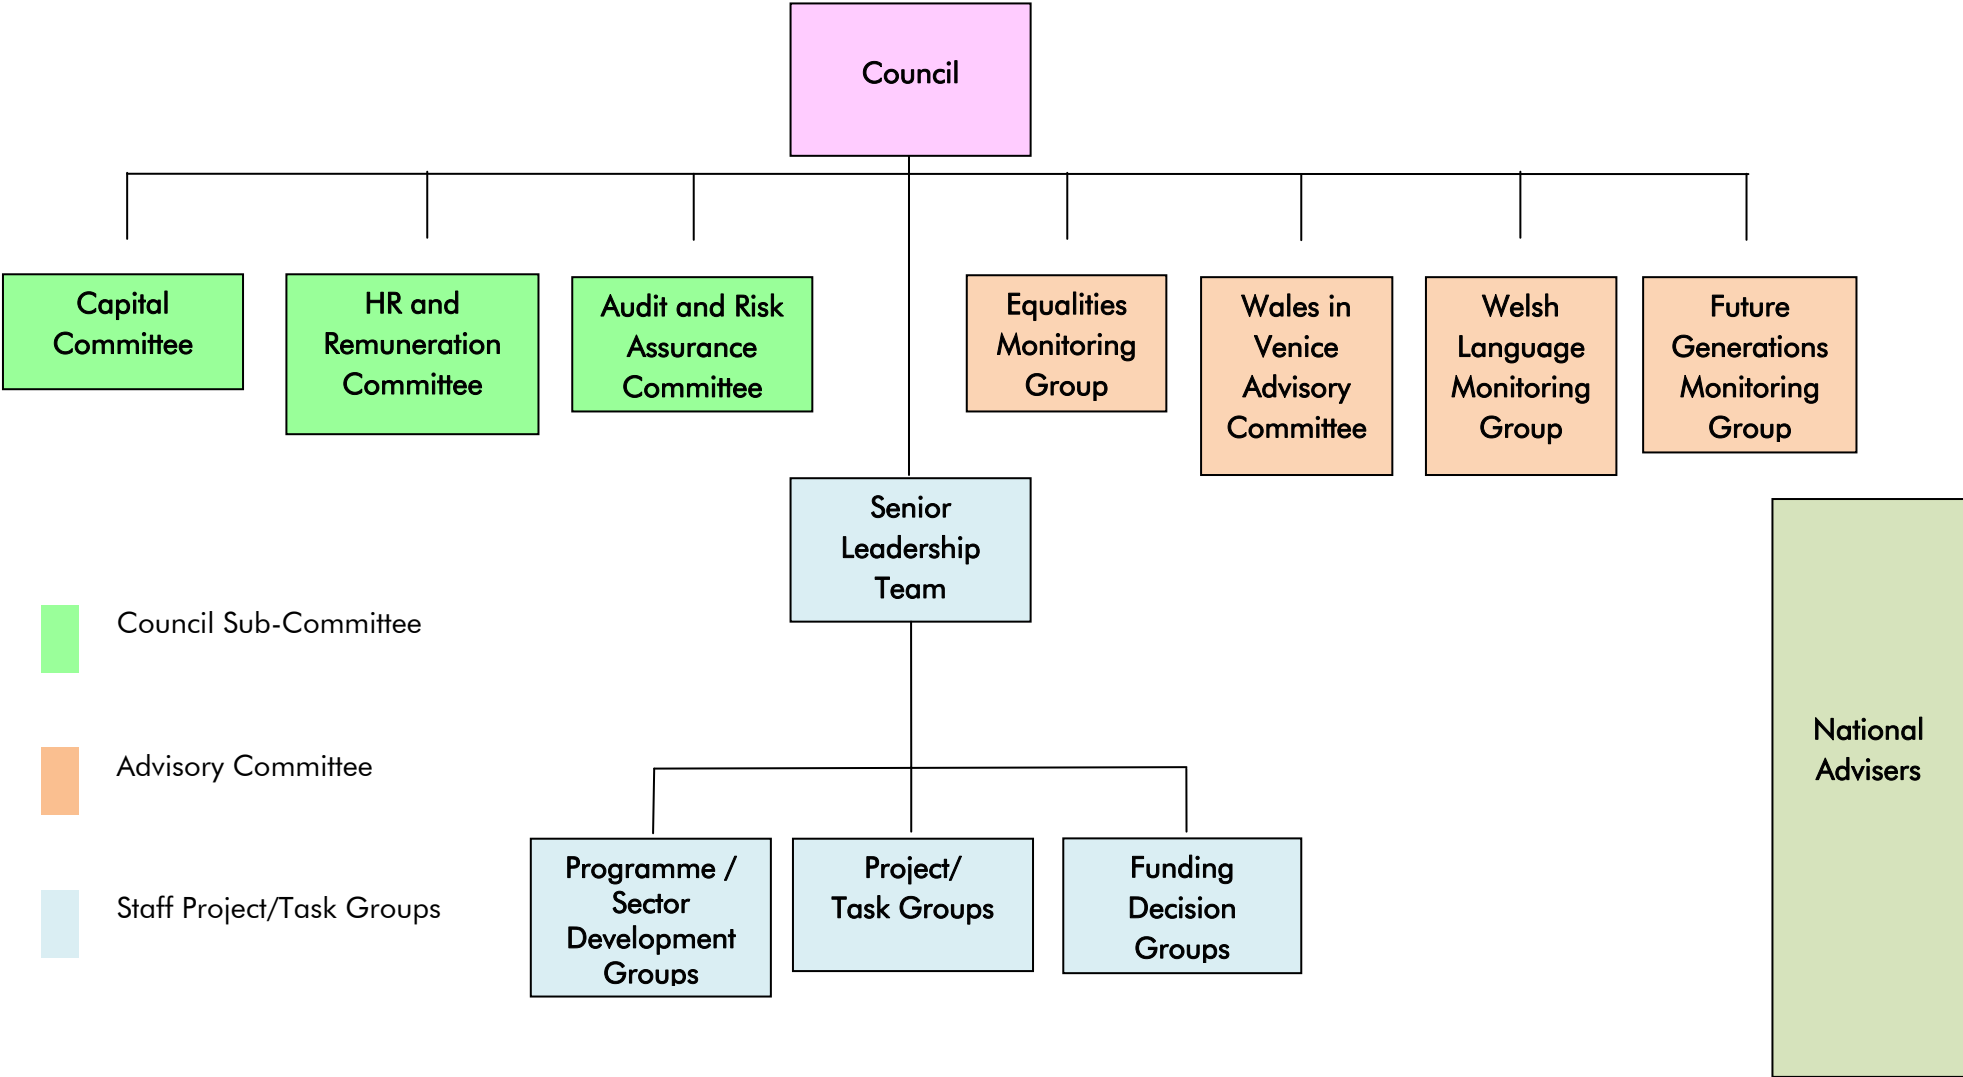 Council
Capital
Committee
HR and
Remuneration
Committee
Audit and Risk
Assurance
Committee
Equalities
Monitoring
Group
Wales in
Venice
Advisory
Committee
Welsh
Language
Monitoring
Group
Future
Generations
Monitoring
Group
Senior
Leadership
Team
Council Sub-Committee
Advisory Committee
Staff Project/Task Groups
National
Advisers
Programme /
Sector
Development
Groups
Project/
Task Groups
Funding
Decision
Groups